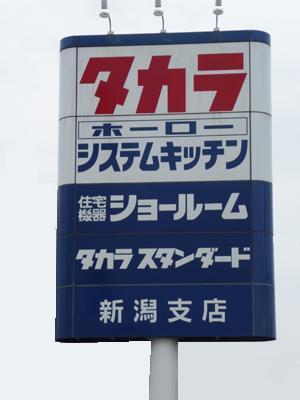 タカラ
ホーロー
システムキッチン
住宅機器 ショールーム
タカラスタンダード
新潟支店